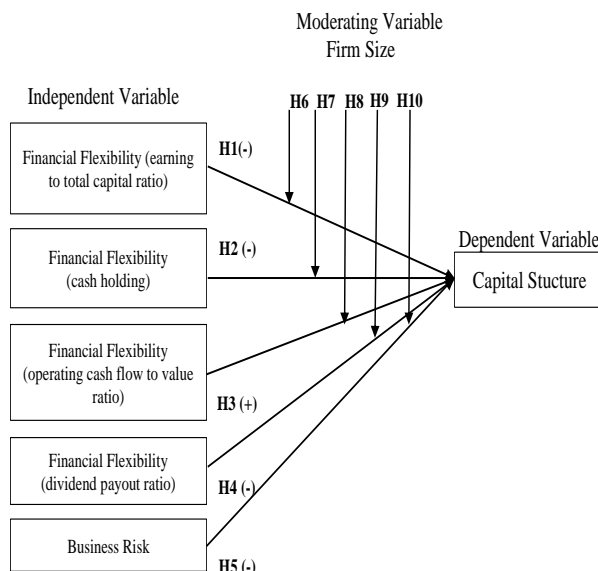 Moderating Variable
Firm Size
Independent Variable
H6 H7 H8 H9 H10
Financial Flexibility (earning
to total capital ratio)
H1(-)
Financial Flexibility
(cash holding)
H2 (-)
Dependent Variable
Capital Stucture
Financial Flexibility
(operating cash flow to value
ratio)
H3 (+)
Financial Flexibility
(dividend payout ratio)
H4 (-)
Business Risk
H5 (-)